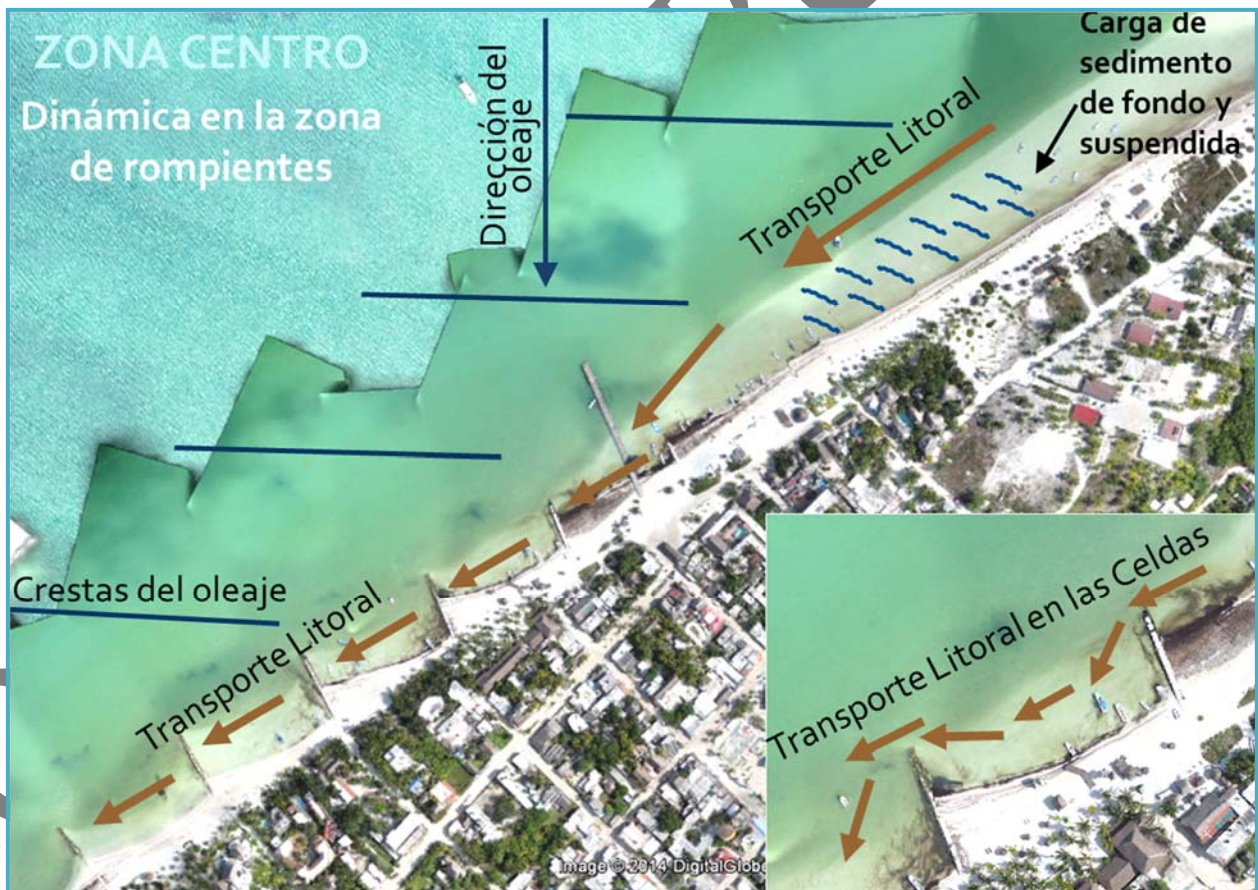 ZONA CENTRO
Dinámica en la zona
de rompientes
Dirección del
oleaje
Carga de
sedimento
de fondo y
suspendida
Transporte Litoral
Crestas del oleaje
Transporte Litoral
Transporte Litoral en las Celdas
Image © 2014 DigitalGlobe